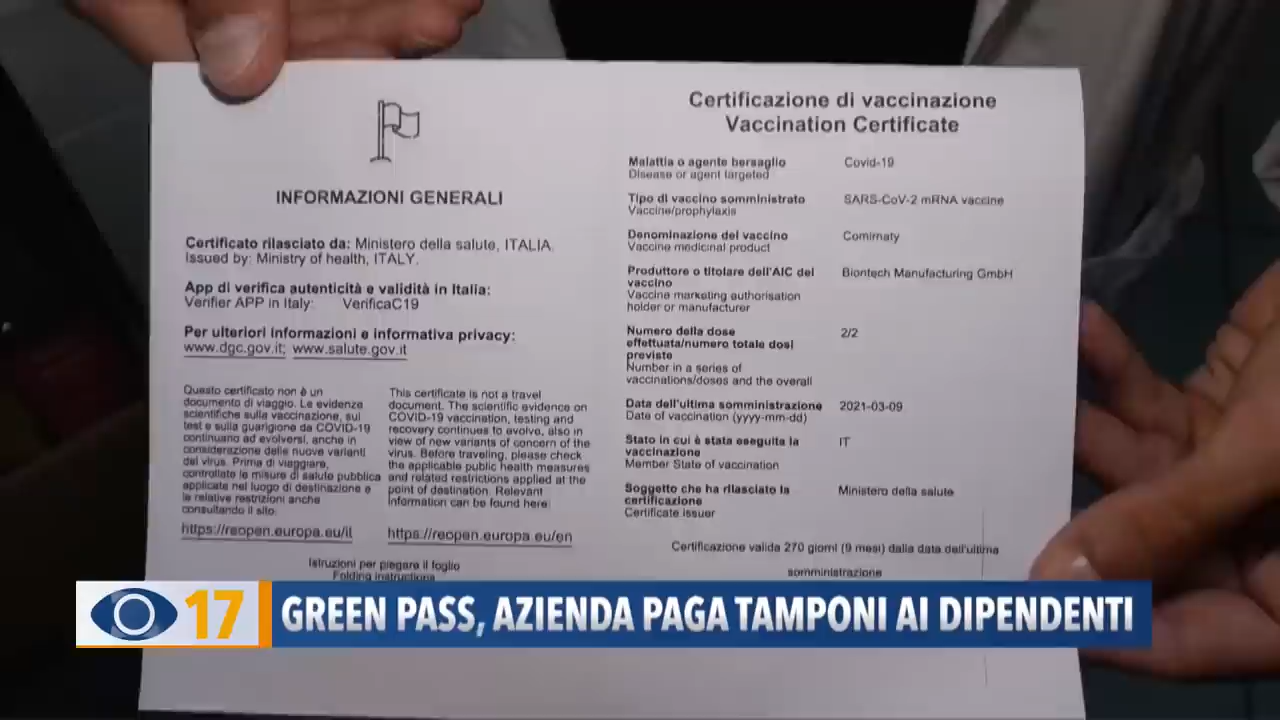 INFORMAZIONI GENERALI
Certificato rilasciato da: Ministero della salute, ITALIA.
Issued by: Ministry of health, ITALY.
App di verifica autenticità e validità in Italia:
Verifier APP in Italy: VerificaC19
Per ulteriori informazioni e informativa privacy:
www.dgc.gov.it; www.salute.gov.it
Questo certificato non è un
documento di viaggio. Le evidenze
scientifiche sulla vaccinazione, sui
test e sulla guarigione da COVID-19
continuano ad evolversi, anche in
considerazione delle nuove varianti
del virus. Prima di viaggiare,
controllate le misure di salute pubblica
applicate nel luogo di destinazione e
le relative restrizioni anche
consultando il sito:
https://reopen.europa.eu/it
This certificate is not a travel
document. The scientific evidence on
COVID-19 vaccination, testing and
recovery continues to evolve, also in
view of new variants of concern of the
virus. Before traveling, please check
the applicable public health measures
and related restrictions applied at the
point of destination. Relevant
information can be found here:
https://reopen.europa.eu/en
Istruzioni per piegare il foglio
Folding instructions
Certificazione di vaccinazione
Vaccination Certificate
Malattia o agente bersaglio Covid-19
Disease or agent targeted
Tipo di vaccino somministrato SARS-CoV-2 mRNA vaccine
Vaccine/prophylaxis
Denominazione del vaccino Comirnaty
Vaccine medicinal product
Produttore o titolare dell'AIC del Biontech Manufacturing GmbH
vaccino
Vaccine marketing authorisation
holder or manufacturer
Numero della dose 2/2
effettuata/numero totale dosi
previste
Number in a series of
vaccinations/doses and the overall
Data dell'ultima somministrazione 2021-03-09
Date of vaccination (yyyy-mm-dd)
Stato in cui è stata eseguita la IT
vaccinazione
Member State of vaccination
Soggetto che ha rilasciato la Ministero della salute
certificazione
Certificate issuer
Certificazione valida 270 giorni (9 mesi) dalla data dell'ultima
somministrazione
17 GREEN PASS, AZIENDA PAGA TAMPONI AI DIPENDENTI